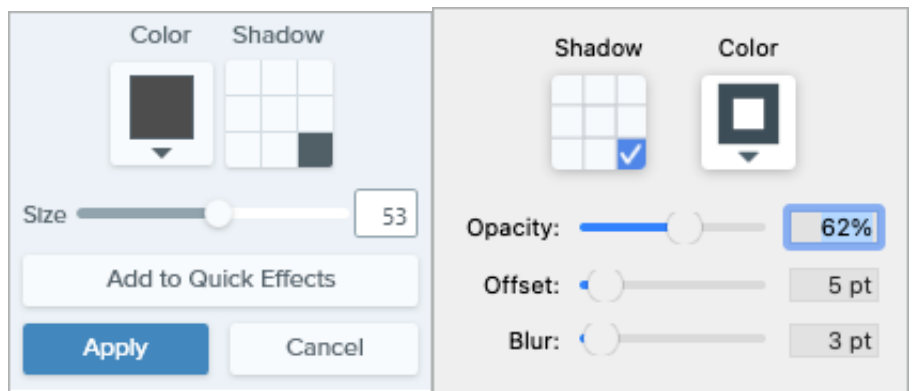 Color Shadow
Size 53
Add to Quick Effects
Apply Cancel
Shadow Color
Opacity: 62%
Offset: 5 pt
Blur: 3 pt